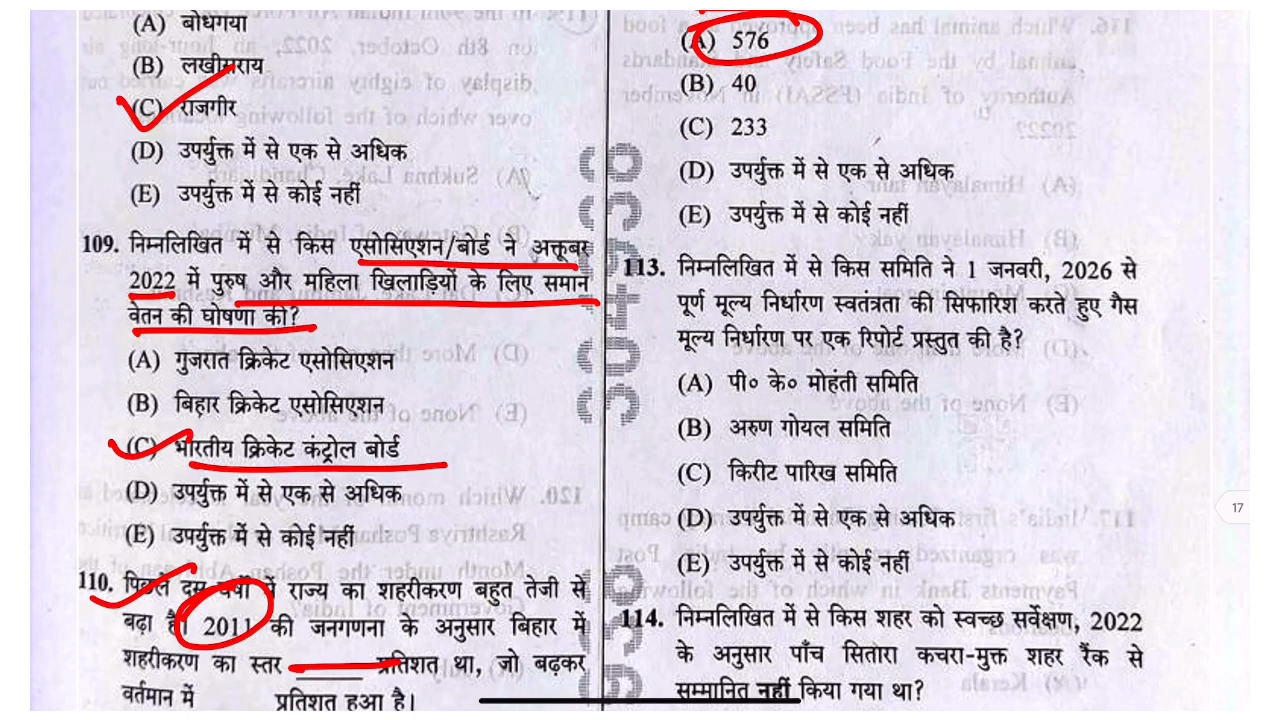 (A) बोधगया
(B) लखीसराय
(C) राजगीर
(D) उपर्युक्त में से एक से अधिक
(E) उपर्युक्त में से कोई नहीं
109. निम्नलिखित में से किस एसोसिएशन/बोर्ड ने अक्तूबर
2022 में पुरुष और महिला खिलाड़ियों के लिए समान
वेतन की घोषणा की?
(A) गुजरात क्रिकेट एसोसिएशन
(B) बिहार क्रिकेट एसोसिएशन
(C) भारतीय क्रिकेट कंट्रोल बोर्ड
(D) उपर्युक्त में से एक से अधिक
(E) उपर्युक्त में से कोई नहीं
110. पिछले दस वर्षों में राज्य का शहरीकरण बहुत तेजी से
बढ़ा है। 2011 की जनगणना के अनुसार बिहार में
शहरीकरण का स्तर ______ प्रतिशत था, जो बढ़कर
वर्तमान में ______ प्रतिशत हुआ है।
(A) 576
(B) 40
(C) 233
(D) उपर्युक्त में से एक से अधिक
(E) उपर्युक्त में से कोई नहीं
113. निम्नलिखित में से किस समिति ने 1 जनवरी, 2026 से
पूर्ण मूल्य निर्धारण स्वतंत्रता की सिफारिश करते हुए गैस
मूल्य निर्धारण पर एक रिपोर्ट प्रस्तुत की है?
(A) पी० के० मोहंती समिति
(B) अरुण गोयल समिति
(C) किरीट पारिख समिति
(D) उपर्युक्त में से एक से अधिक
(E) उपर्युक्त में से कोई नहीं
114. निम्नलिखित में से किस शहर को स्वच्छ सर्वेक्षण, 2022
के अनुसार पाँच सितारा कचरा-मुक्त शहर रैंक से
सम्मानित नहीं किया गया था?
17